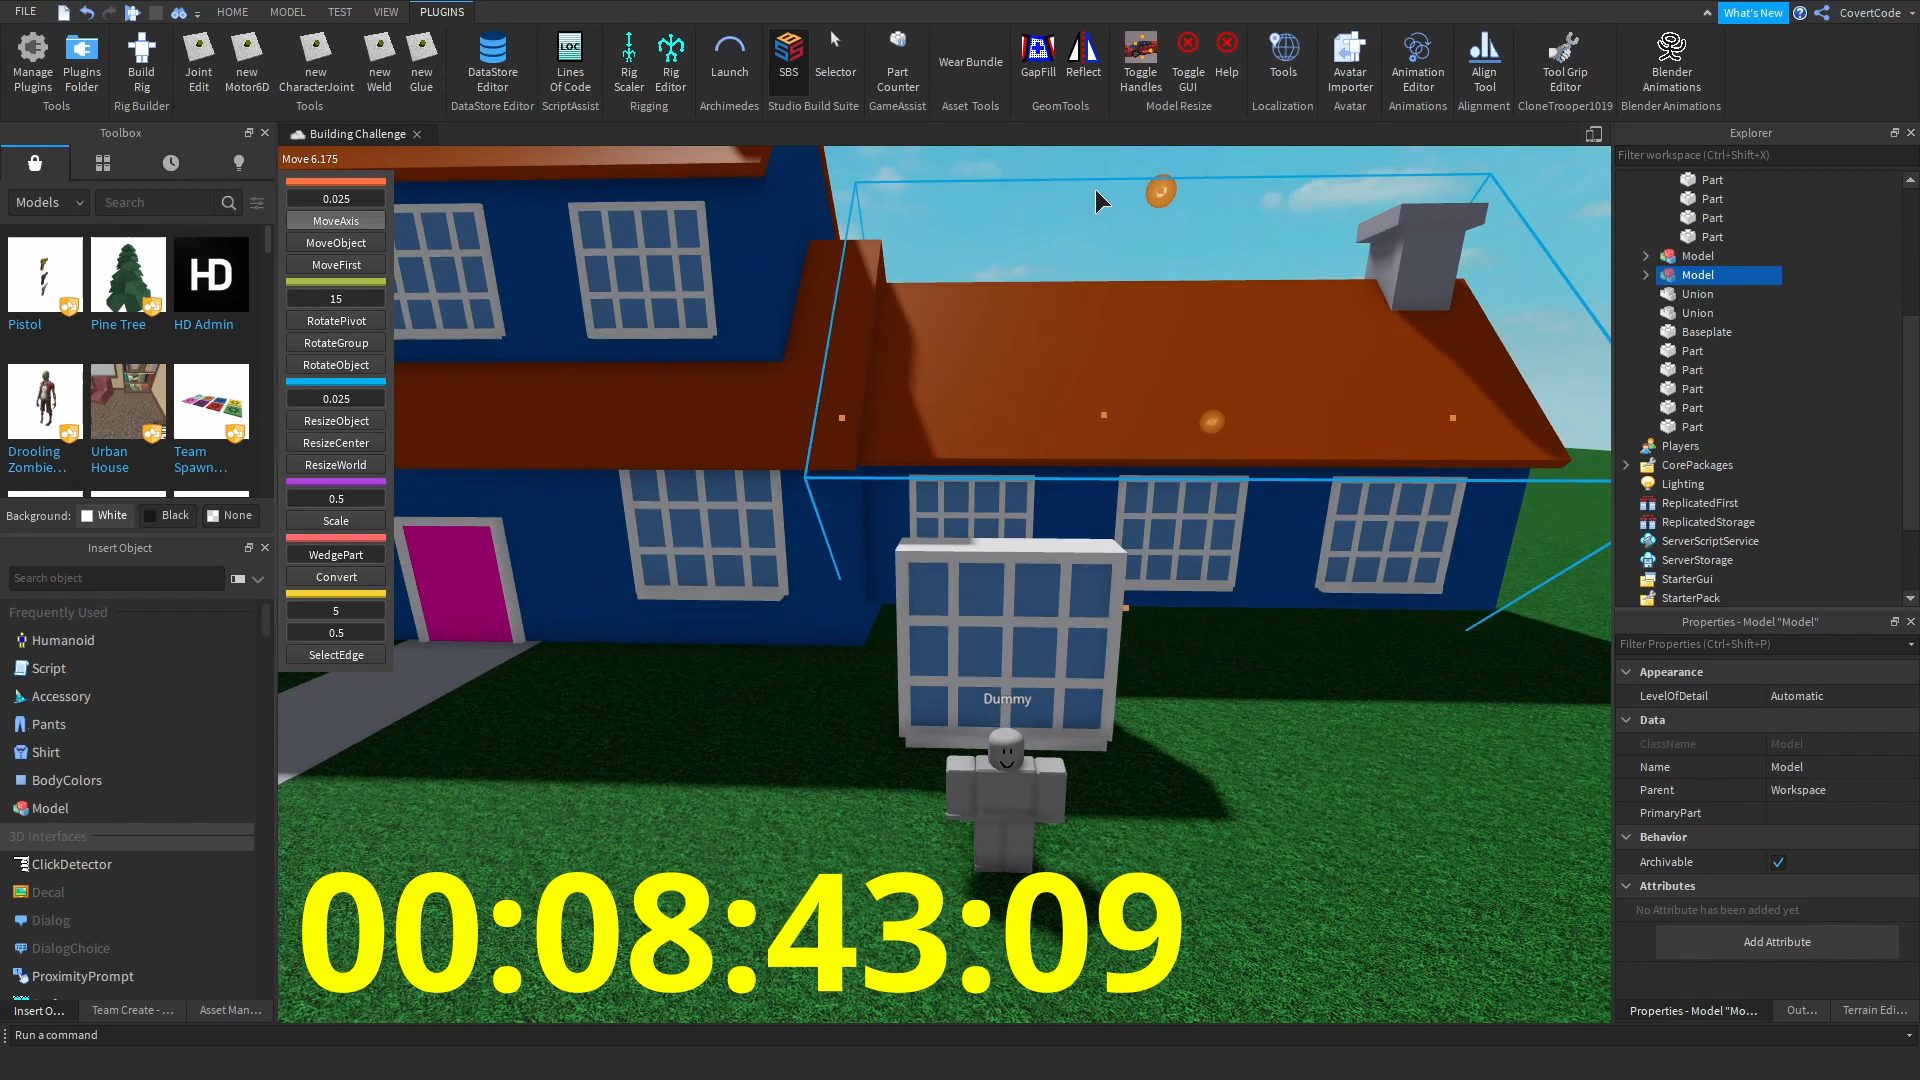 FILE
HOME
MODEL
TEST
VIEW
PLUGINS
What's New
CovertCode
Manage Plugins
Plugins Folder
Tools
Build Rig
Rig Builder
Joint Edit
new Motor6D
new CharacterJoint
new Weld
new Glue
Tools
DataStore Editor
DataStore Editor
LOC
Lines Of Code
ScriptAssist
Rig Scaler
Rig Editor
Rigging
Launch
Archimedes
SBS
Selector
Studio Build Suite
Part Counter
GameAssist
Wear Bundle
Asset Tools
GapFill
Reflect
GeomTools
Toggle Handles
Toggle GUI
Help
Model Resize
Tools
Localization
Avatar Importer
Avatar
Animation Editor
Animations
Align Tool
Alignment
Tool Grip Editor
CloneTrooper1019
Blender Animations
Blender Animations
Toolbox
Models
Search
HD
Pistol
Pine Tree
HD Admin
Drooling Zombie...
Urban House
Team Spawn...
Background:
White
Black
None
Insert Object
Search object
Frequently Used
Humanoid
Script
Accessory
Pants
Shirt
BodyColors
Model
3D Interfaces
ClickDetector
Decal
Dialog
DialogChoice
ProximityPrompt
Insert O...
Team Create - ...
Asset Man...
Run a command
Building Challenge
Move 6.175
0.025
MoveAxis
MoveObject
MoveFirst
15
RotatePivot
RotateGroup
RotateObject
0.025
ResizeObject
ResizeCenter
ResizeWorld
0.5
Scale
WedgePart
Convert
5
0.5
SelectEdge
Dummy
00:08:43:09
Explorer
Filter workspace (Ctrl+Shift+X)
Part
Part
Part
Part
Model
Model
Union
Union
Baseplate
Part
Part
Part
Part
Part
Players
CorePackages
Lighting
ReplicatedFirst
ReplicatedStorage
ServerScriptService
ServerStorage
StarterGui
StarterPack
Properties - Model "Model"
Filter Properties (Ctrl+Shift+P)
Appearance
LevelOfDetail
Automatic
Data
ClassName
Model
Name
Model
Parent
Workspace
PrimaryPart
Behavior
Archivable
Attributes
No Attribute has been added yet
Add Attribute
Properties - Model "Mo...
Out...
Terrain Edi...